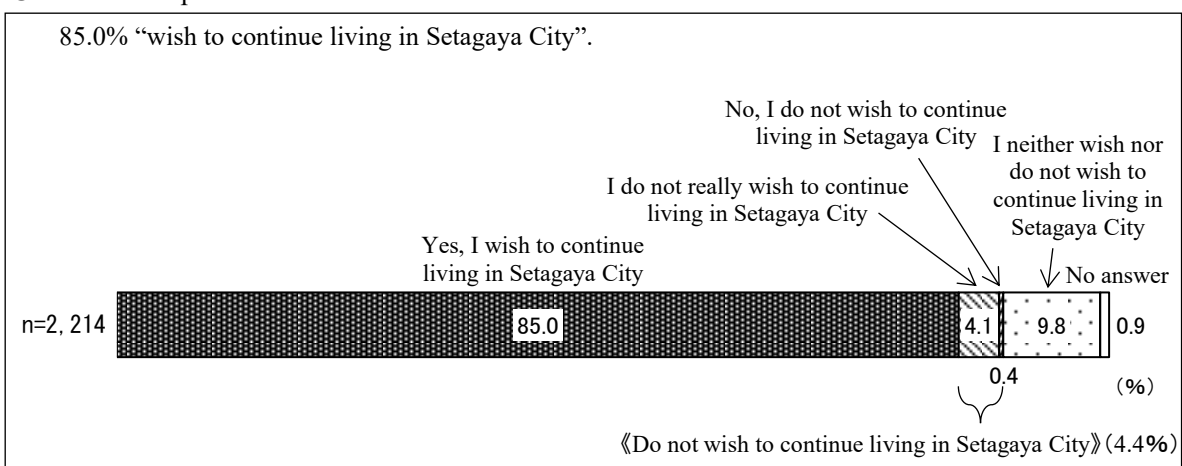 85.0% “wish to continue living in Setagaya City”.
No, I do not wish to continue
living in Setagaya City
I neither wish nor
do not wish to
continue living in
Setagaya City
I do not really wish to continue
living in Setagaya City
Yes, I wish to continue
living in Setagaya City
No answer
n=2, 214
85.0
4.1
9.8
0.9
0.4
(%)
《Do not wish to continue living in Setagaya City》(4.4%)